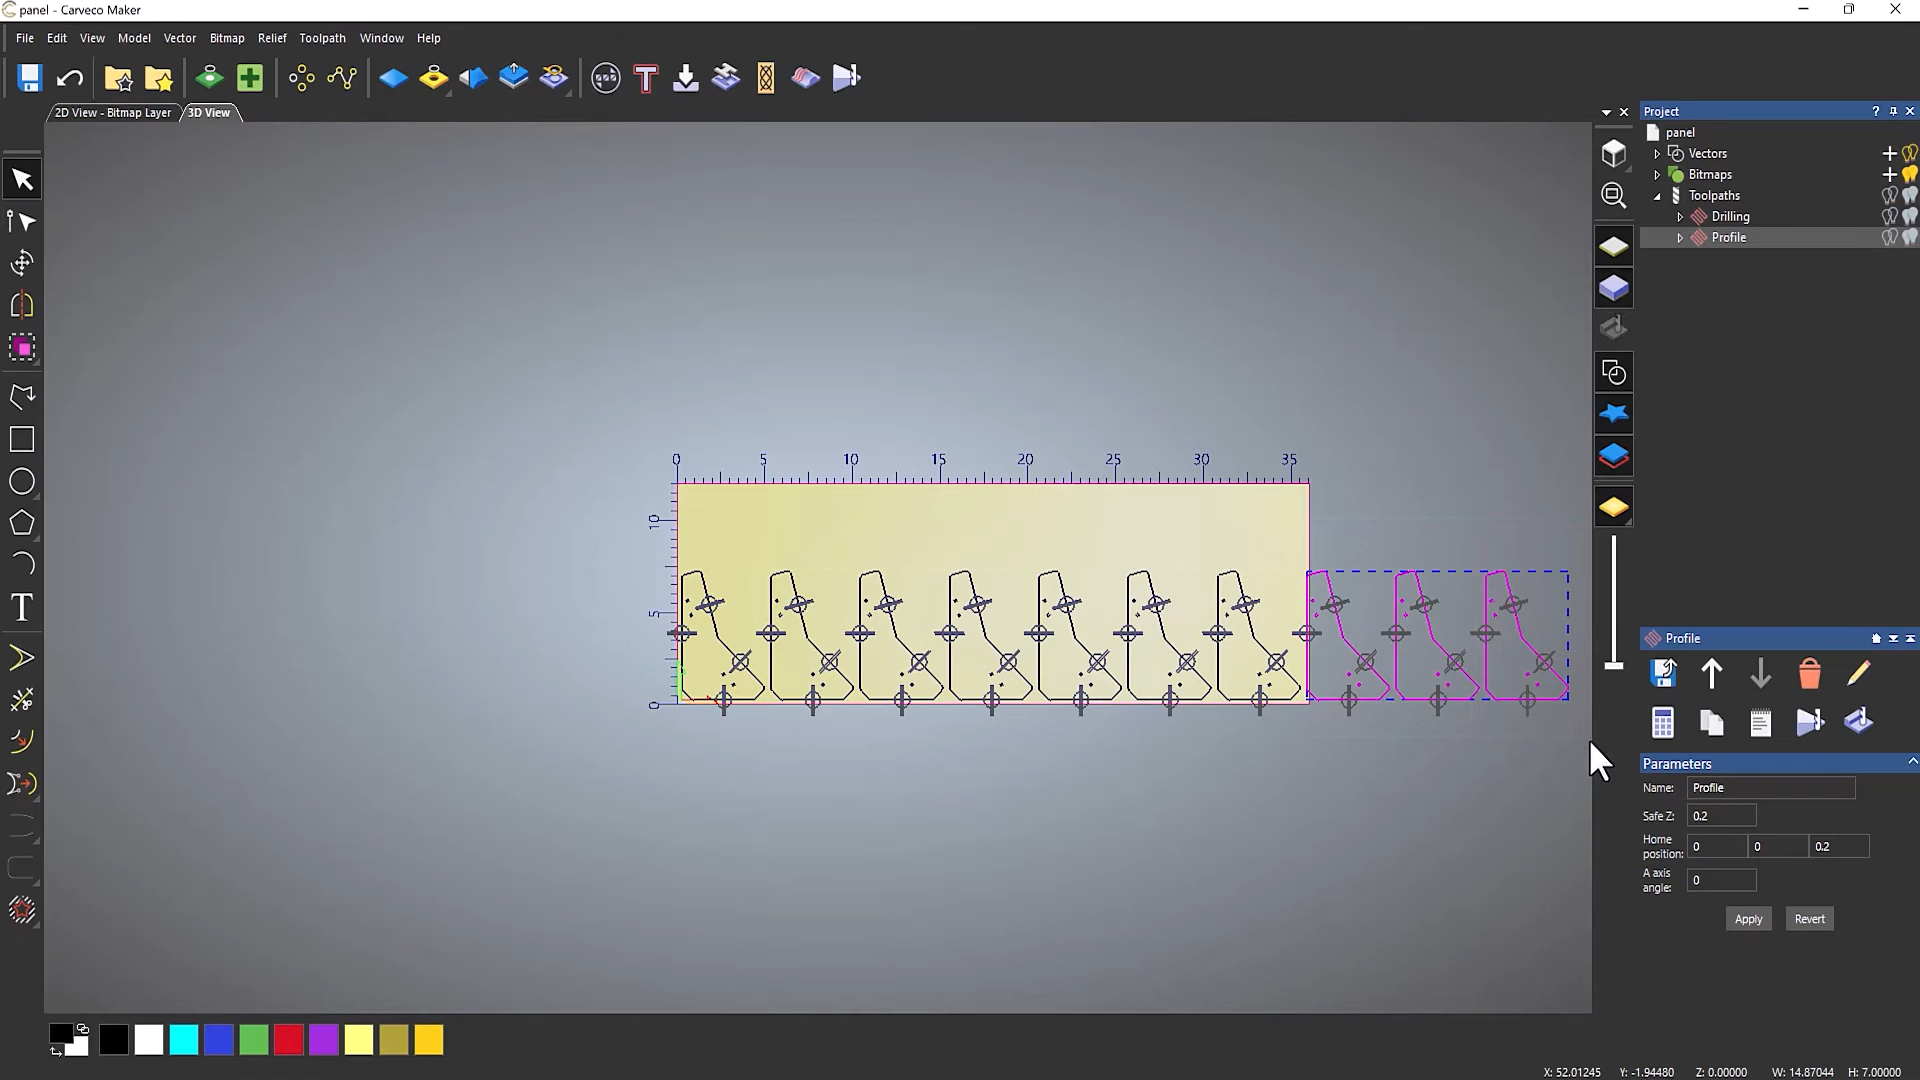 panel - Carveco Maker
File Edit View Model Vector Bitmap Relief Toolpath Window Help
2D View - Bitmap Layer
3D View
Project
panel
Vectors
Bitmaps
Toolpaths
Drilling
Profile
0 5 10 15 20 25 30 35
10
5
0
T
Profile
Parameters
Name: Profile
Safe Z: 0.2
Home position: 0 0 0.2
A axis angle: 0
Apply Revert
X: 52.01245 Y: -1.94480 Z: 0.00000 W: 14.87044 H: 7.00000